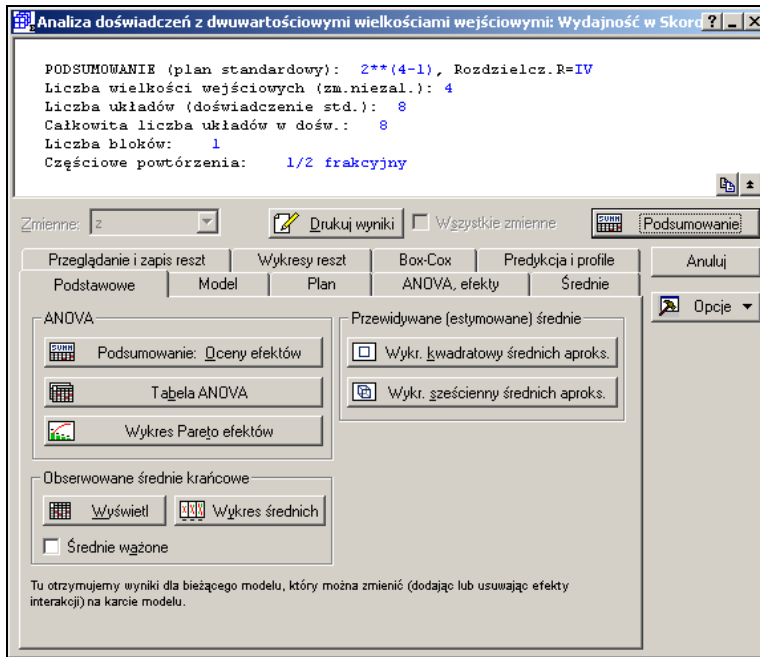 Analiza doświadczeń z dwuwartościowymi wielkościami wejściowymi: Wydajność w Skoro
PODSUMOWANIE (plan standardowy): 2**(4-1), Rozdzielcz.R=IV
Liczba wielkości wejściowych (zm.niezal.): 4
Liczba układów (doświadczenie std.): 8
Całkowita liczba układów w dośw.: 8
Liczba bloków: 1
Częściowe powtórzenia: 1/2 frakcyjny
Zmienne: z Drukuj wyniki Wszystkie zmienne SUMM Podsumowanie
Przeglądanie i zapis reszt Wykresy reszt Box-Cox Predykcja i profile Anuluj
Podstawowe Model Plan ANOVA, efekty Średnie
Opcje
ANOVA Przewidywane (estymowane) średnie
SUMM Podsumowanie: Oceny efektów Wykr. kwadratowy średnich aproks.
Tabela ANOVA Wykr. sześcienny średnich aproks.
Wykres Pareto efektów
Obserwowane średnie krańcowe
Wyświetl Wykres średnich
Średnie ważone
Tu otrzymujemy wyniki dla bieżącego modelu, który można zmienić (dodając lub usuwając efekty
interakcji) na karcie modelu.